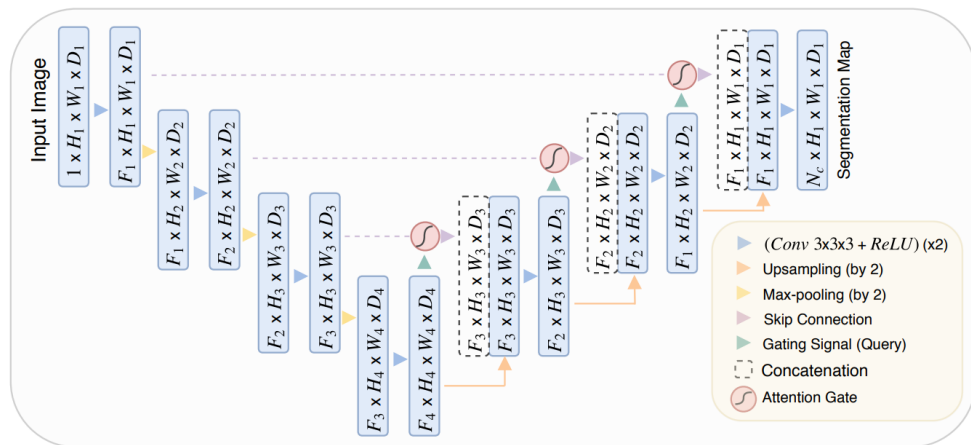 Input Image
1 x H₁ x W₁ x D₁
F₁ x H₁ x W₁ x D₁
F₁ x H₂ x W₂ x D₂
F₂ x H₂ x W₂ x D₂
F₂ x H₃ x W₃ x D₃
F₃ x H₃ x W₃ x D₃
F₃ x H₄ x W₄ x D₄
F₄ x H₄ x W₄ x D₄
F₃ x H₃ x W₃ x D₃
F₃ x H₃ x W₃ x D₃
F₂ x H₃ x W₃ x D₃
F₂ x H₂ x W₂ x D₂
F₂ x H₂ x W₂ x D₂
F₁ x H₂ x W₂ x D₂
F₁ x H₁ x W₁ x D₁
F₁ x H₁ x W₁ x D₁
N꜀ x H₁ x W₁ x D₁
Segmentation Map
(Conv 3x3x3 + ReLU) (x2)
Upsampling (by 2)
Max-pooling (by 2)
Skip Connection
Gating Signal (Query)
Concatenation
Attention Gate